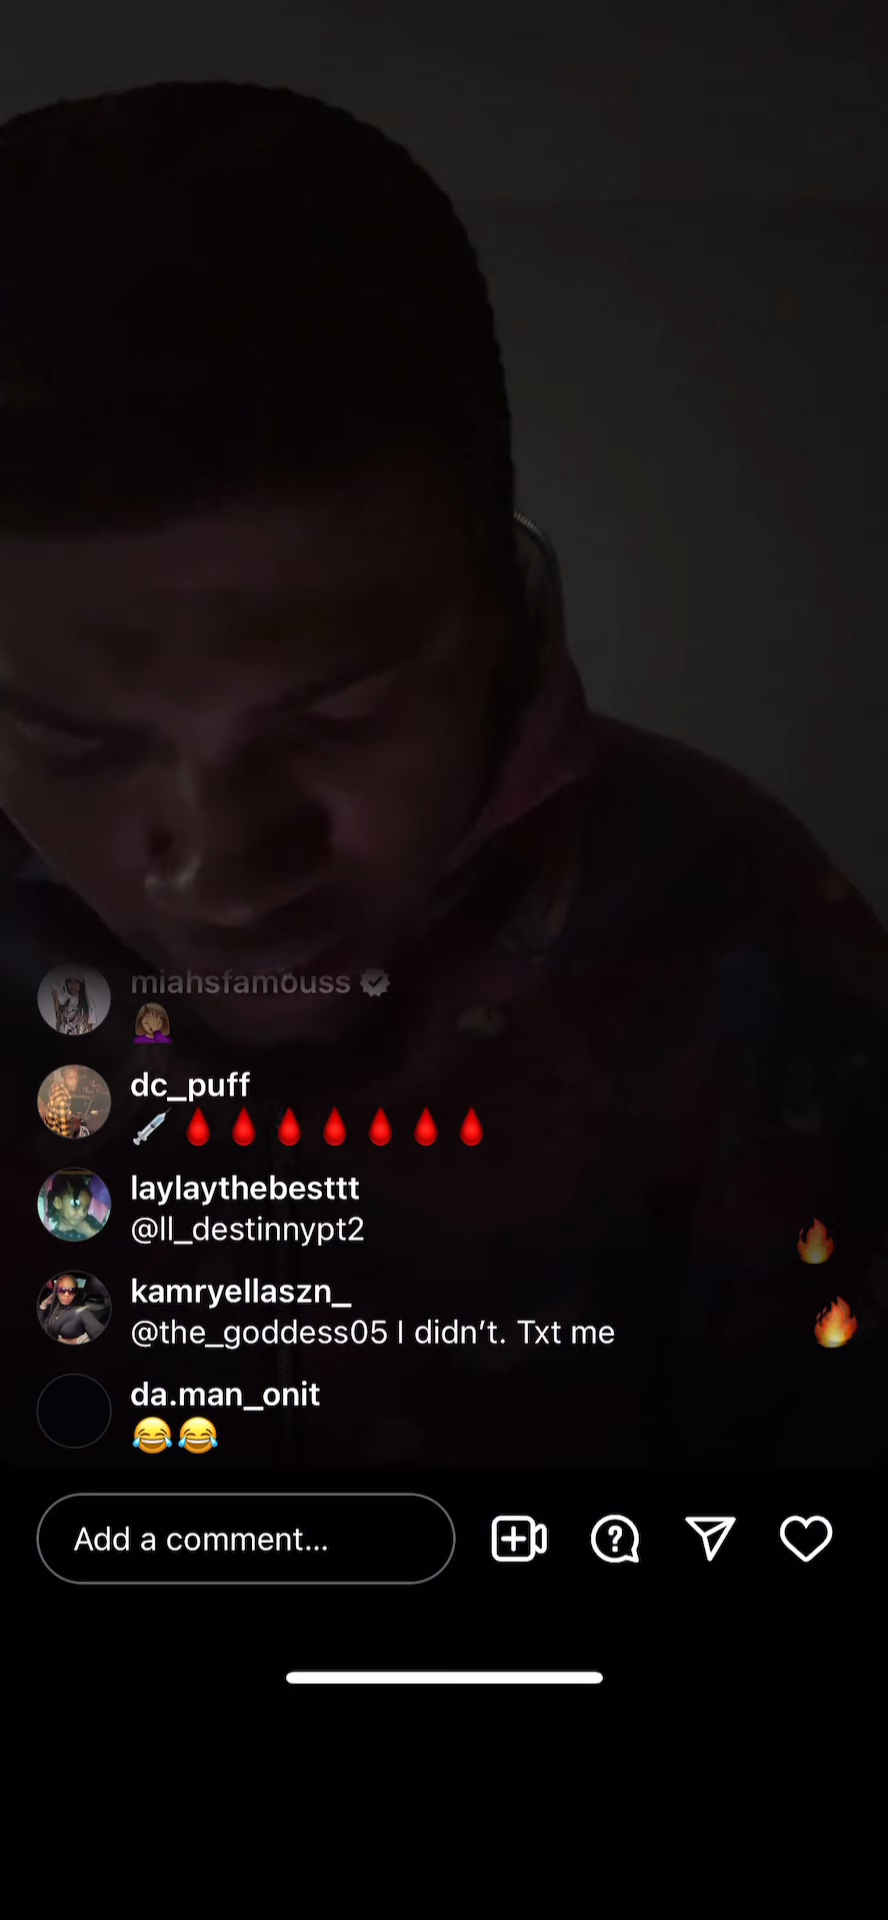 miahsfamouss
🤦🏽‍♀️
dc_puff
💉🩸🩸🩸🩸🩸🩸🩸
laylaythebesttt
@ll_destinnypt2
kamryellaszn_
@the_goddess05 I didn’t. Txt me
da.man_onit
😂😂
Add a comment...